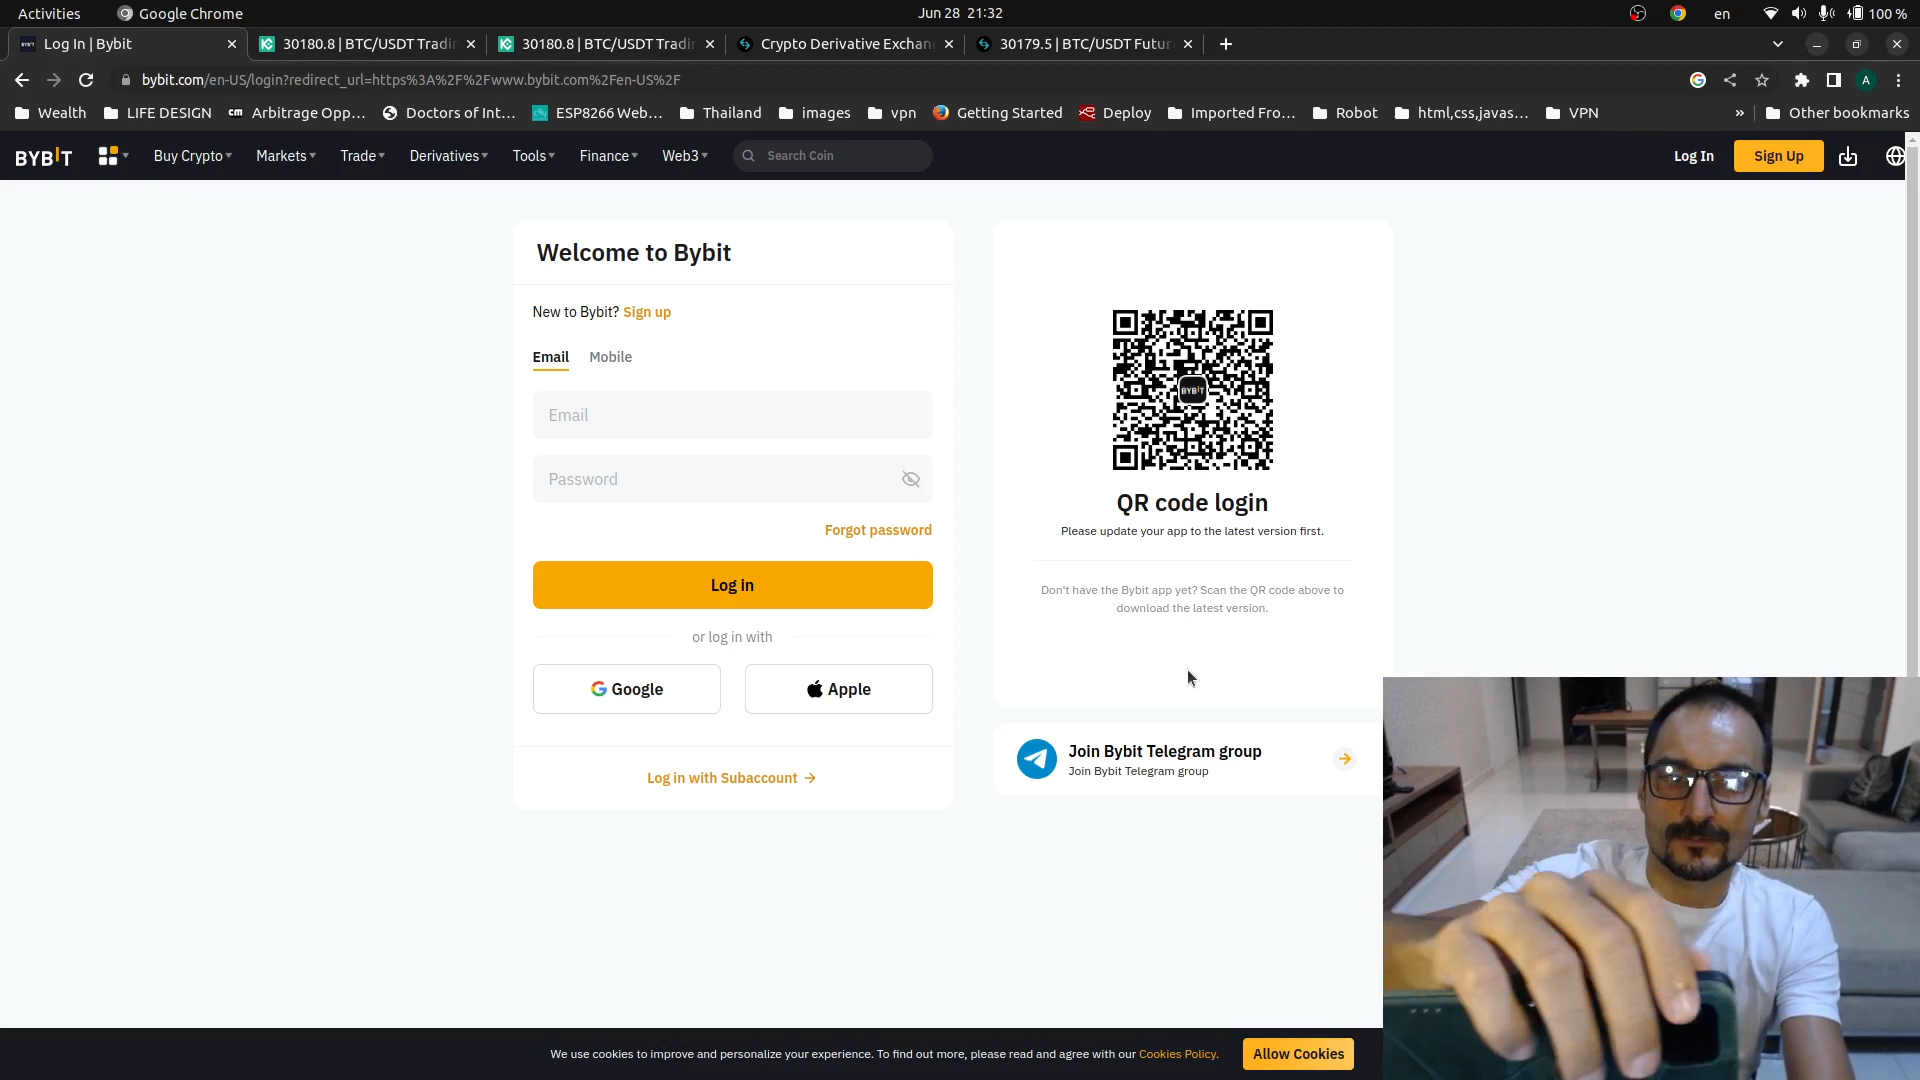 Activities
Google Chrome
Jun 28 21:32
en
100 %
Log In | Bybit
30180.8 | BTC/USDT Tradin
30180.8 | BTC/USDT Tradin
Crypto Derivative Exchan
30179.5 | BTC/USDT Futur
bybit.com/en-US/login?redirect_url=https%3A%2F%2Fwww.bybit.com%2Fen-US%2F
A
Wealth
LIFE DESIGN
cm
Arbitrage Opp...
Doctors of Int...
ESP8266 Web...
Thailand
images
vpn
Getting Started
Deploy
Imported Fro...
Robot
html,css,javas...
VPN
»
Other bookmarks
BYBIT
Buy Crypto
Markets
Trade
Derivatives
Tools
Finance
Web3
Search Coin
Log In
Sign Up
Welcome to Bybit
New to Bybit? Sign up
Email
Mobile
Email
Password
Forgot password
Log in
or log in with
Google
Apple
Log in with Subaccount
BYBIT
QR code login
Please update your app to the latest version first.
Don't have the Bybit app yet? Scan the QR code above to
download the latest version.
Join Bybit Telegram group
Join Bybit Telegram group
We use cookies to improve and personalize your experience. To find out more, please read and agree with our Cookies Policy.
Allow Cookies